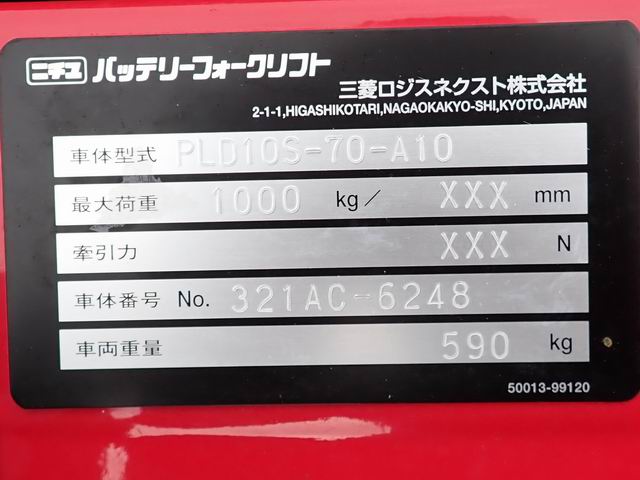 ニチユ バッテリーフォークリフト
三菱ロジスネクスト株式会社
2-1-1,HIGASHIKOTARI,NAGAOKAKYO-SHI,KYOTO,JAPAN
車体型式 PLD10S-70-A10
最大荷重 1000 kg/ XXX mm
牽引力 XXX N
車体番号 No. 321AC-6248
車両重量 590 kg
50013-99120